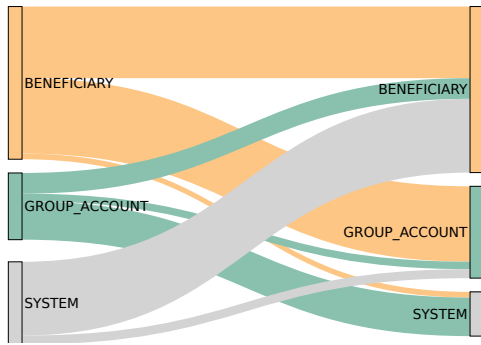 BENEFICIARY
BENEFICIARY
GROUP_ACCOUNT
GROUP_ACCOUNT
SYSTEM
SYSTEM